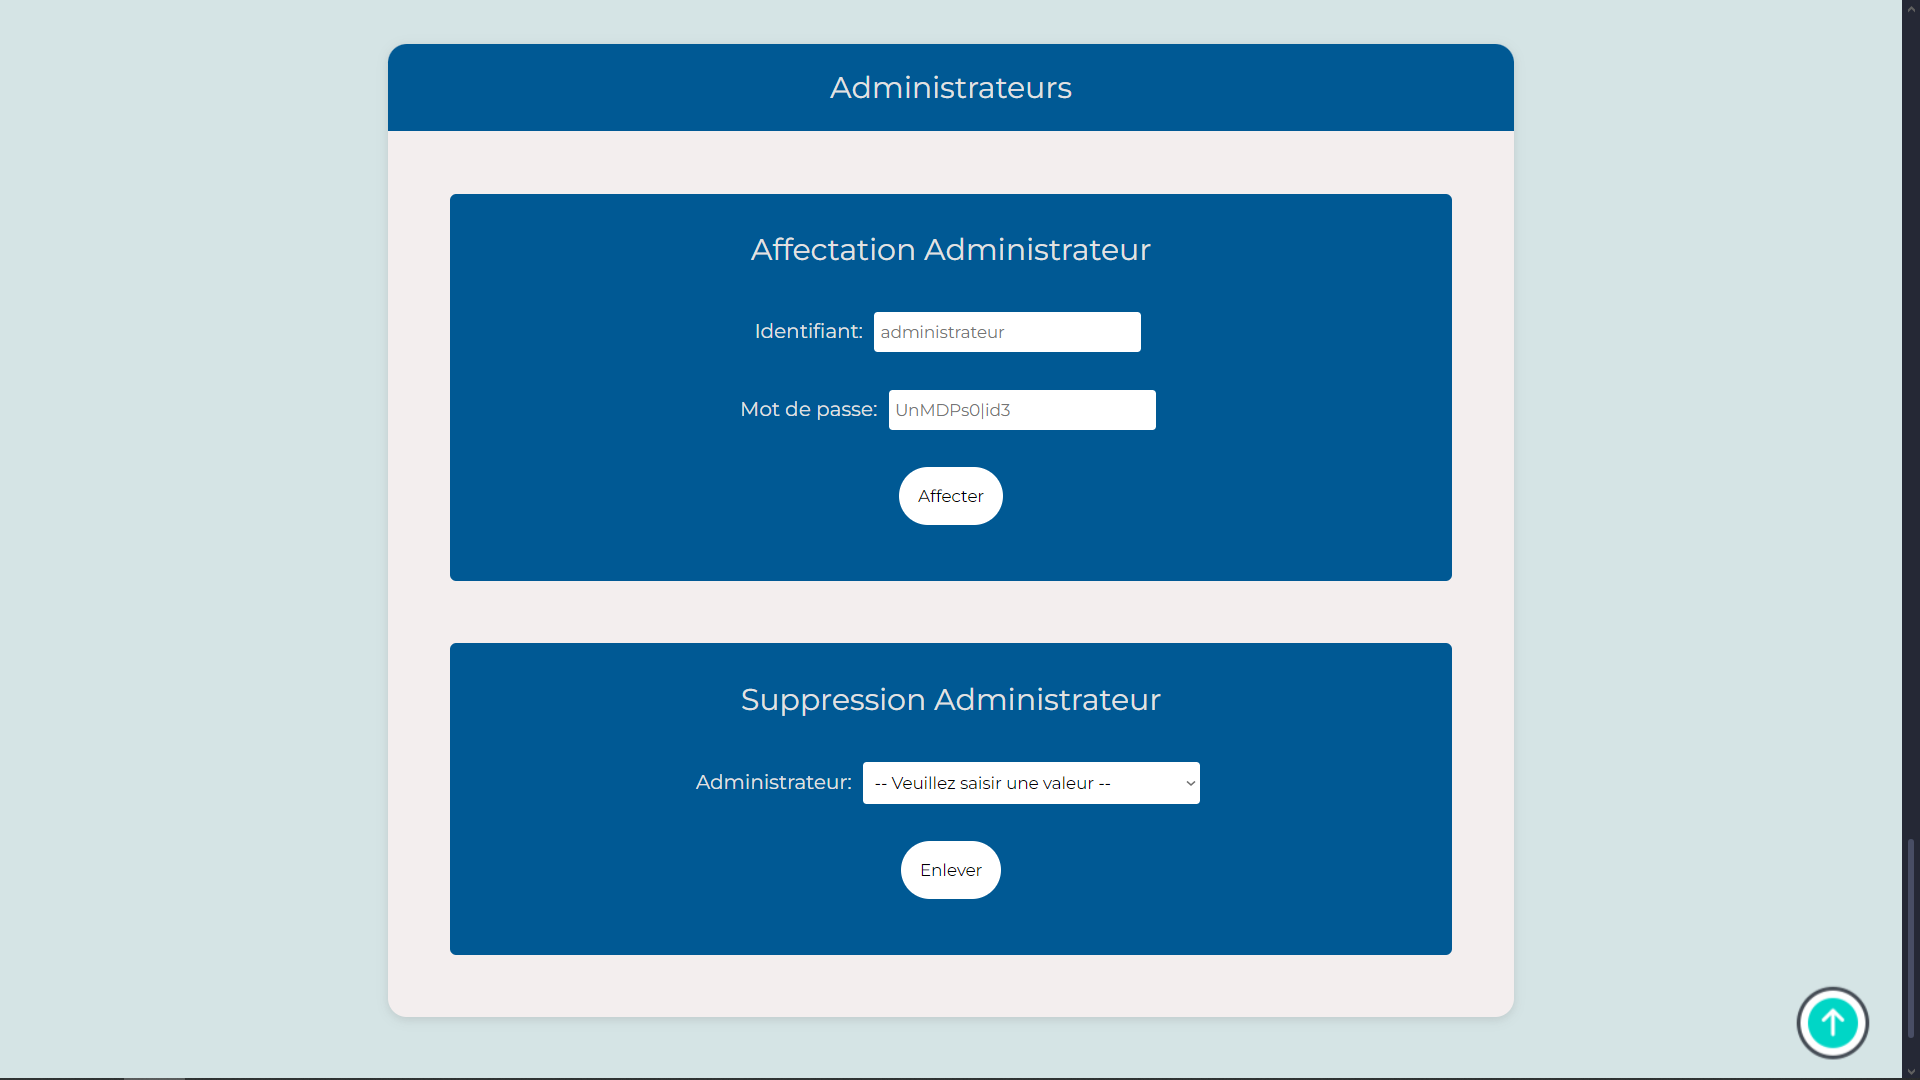 Administrateurs
Affectation Administrateur
Identifiant: administrateur
Mot de passe: UnMDPs0|id3
Affecter
Suppression Administrateur
Administrateur: -- Veuillez saisir une valeur --
Enlever